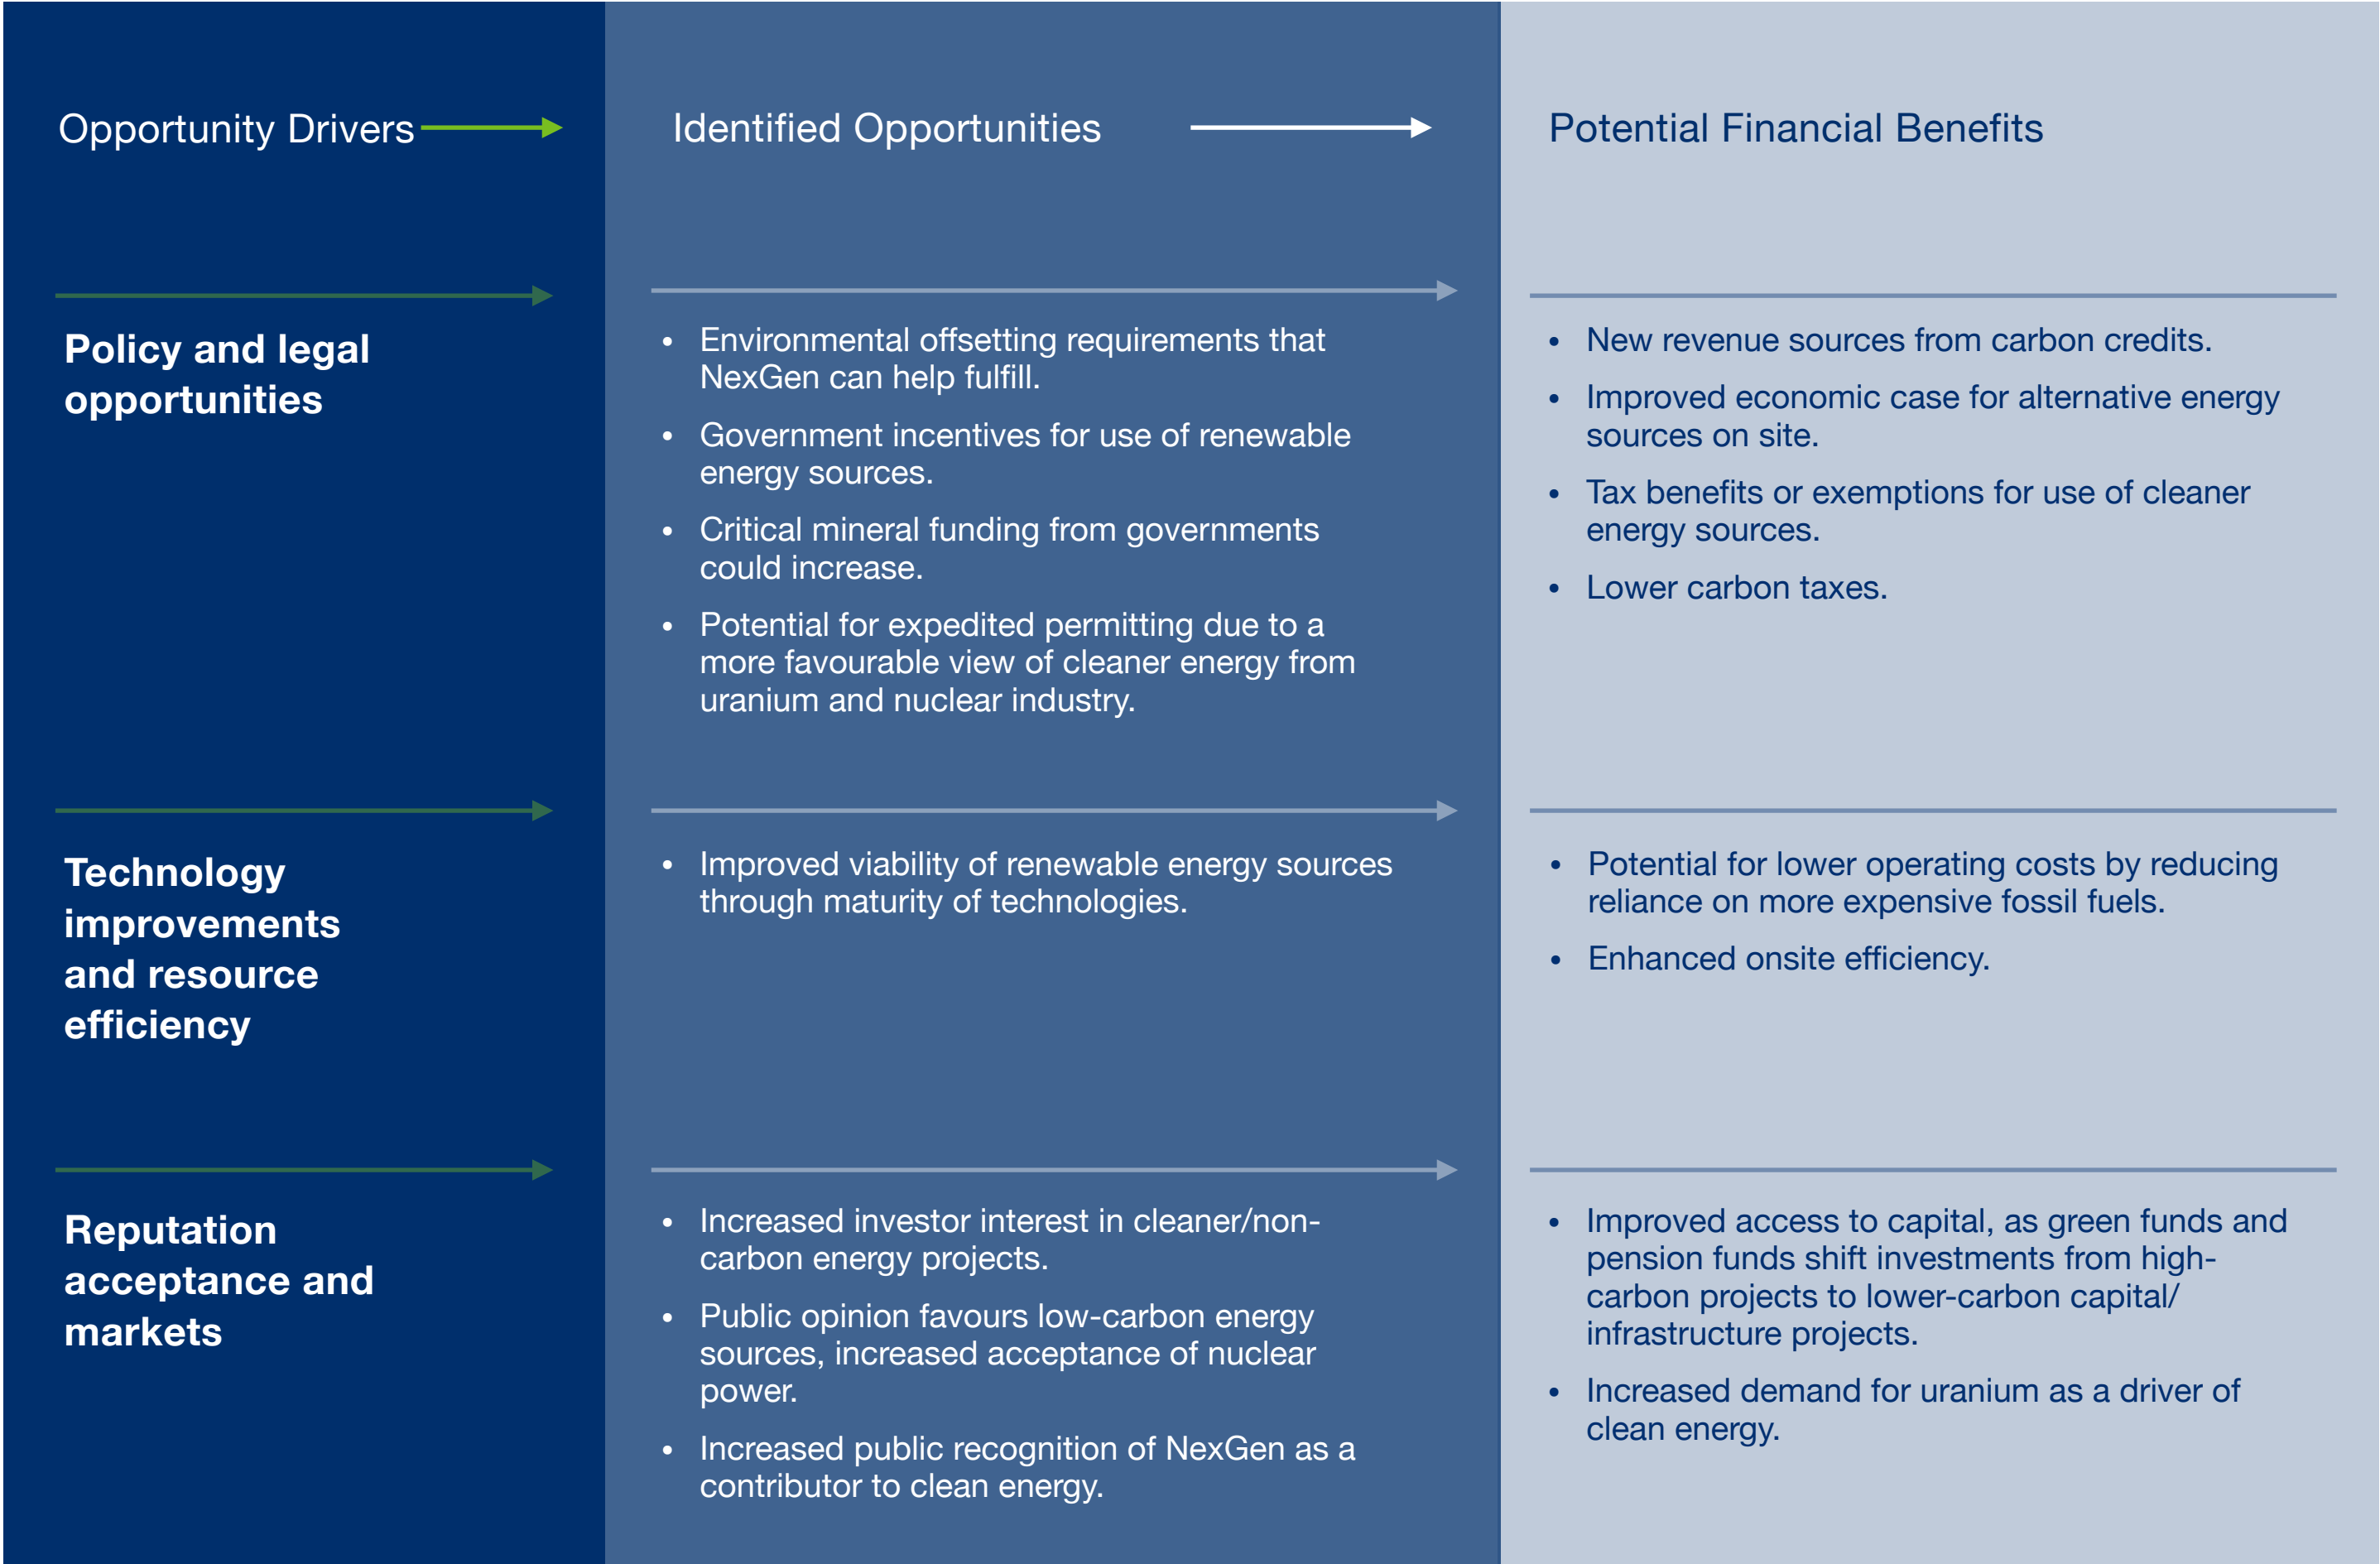 Opportunity Drivers
Identified Opportunities
Potential Financial Benefits
Policy and legal
opportunities
• Environmental offsetting requirements that
NexGen can help fulfill.
• Government incentives for use of renewable
energy sources.
• Critical mineral funding from governments
could increase.
• Potential for expedited permitting due to a
more favourable view of cleaner energy from
uranium and nuclear industry.
• New revenue sources from carbon credits.
• Improved economic case for alternative energy
sources on site.
• Tax benefits or exemptions for use of cleaner
energy sources.
• Lower carbon taxes.
Technology
improvements
and resource
efficiency
• Improved viability of renewable energy sources
through maturity of technologies.
• Potential for lower operating costs by reducing
reliance on more expensive fossil fuels.
• Enhanced onsite efficiency.
Reputation
acceptance and
markets
• Increased investor interest in cleaner/non-
carbon energy projects.
• Public opinion favours low-carbon energy
sources, increased acceptance of nuclear
power.
• Increased public recognition of NexGen as a
contributor to clean energy.
• Improved access to capital, as green funds and
pension funds shift investments from high-
carbon projects to lower-carbon capital/
infrastructure projects.
• Increased demand for uranium as a driver of
clean energy.